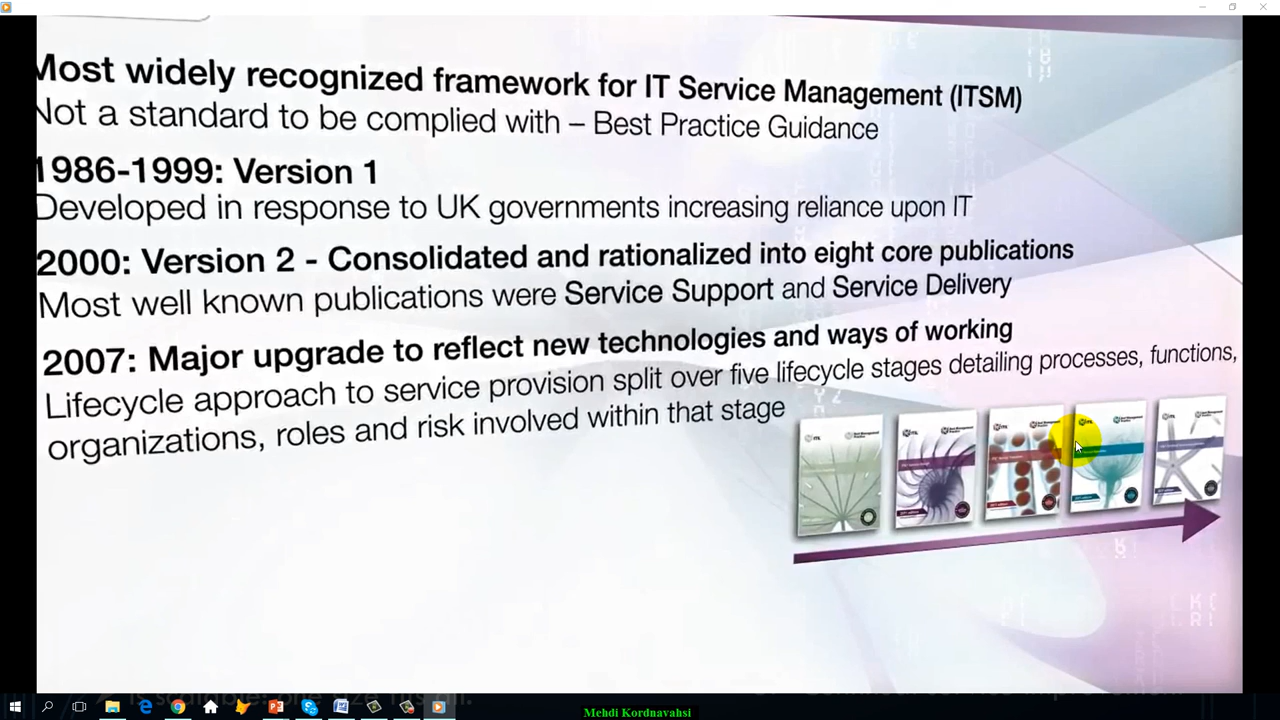 Most widely recognized framework for IT Service Management (ITSM)
Not a standard to be complied with – Best Practice Guidance
1986-1999: Version 1
Developed in response to UK governments increasing reliance upon IT
2000: Version 2 - Consolidated and rationalized into eight core publications
Most well known publications were Service Support and Service Delivery
2007: Major upgrade to reflect new technologies and ways of working
Lifecycle approach to service provision split over five lifecycle stages detailing processes, functions,
organizations, roles and risk involved within that stage
Mehdi Kordnavahsi